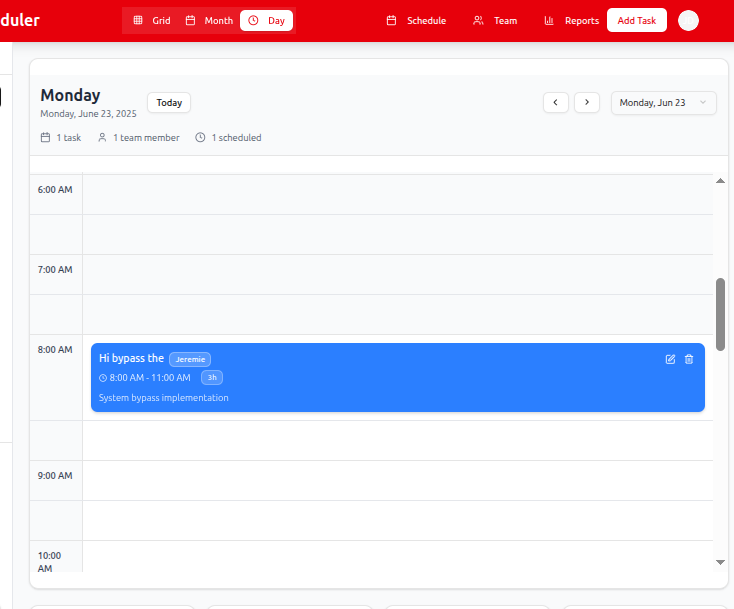 duler Grid Month Day Schedule Team Reports Add Task
Monday
Monday, June 23, 2025
Today
Monday, Jun 23
1 task 1 team member 1 scheduled
6:00 AM
7:00 AM
8:00 AM
Hi bypass the Jeremie
8:00 AM - 11:00 AM 3h
System bypass implementation
9:00 AM
10:00
AM